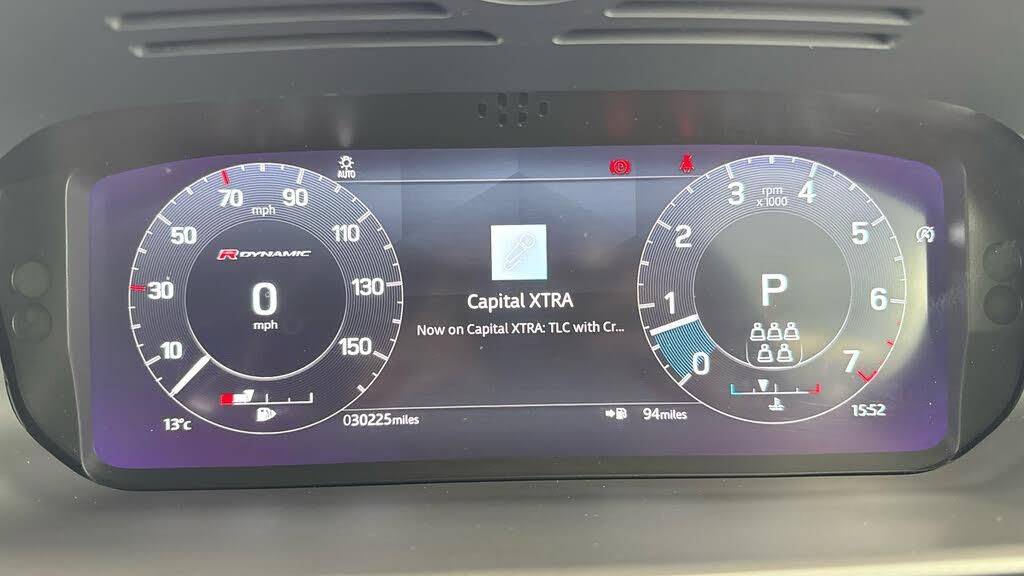 AUTO
10
30
50
70
90
110
130
150
mph
R DYNAMIC
0
mph
Capital XTRA
Now on Capital XTRA: TLC with Cr...
0
1
2
3
4
5
6
7
rpm
x 1000
P
13°c
030225miles
94miles
15:52